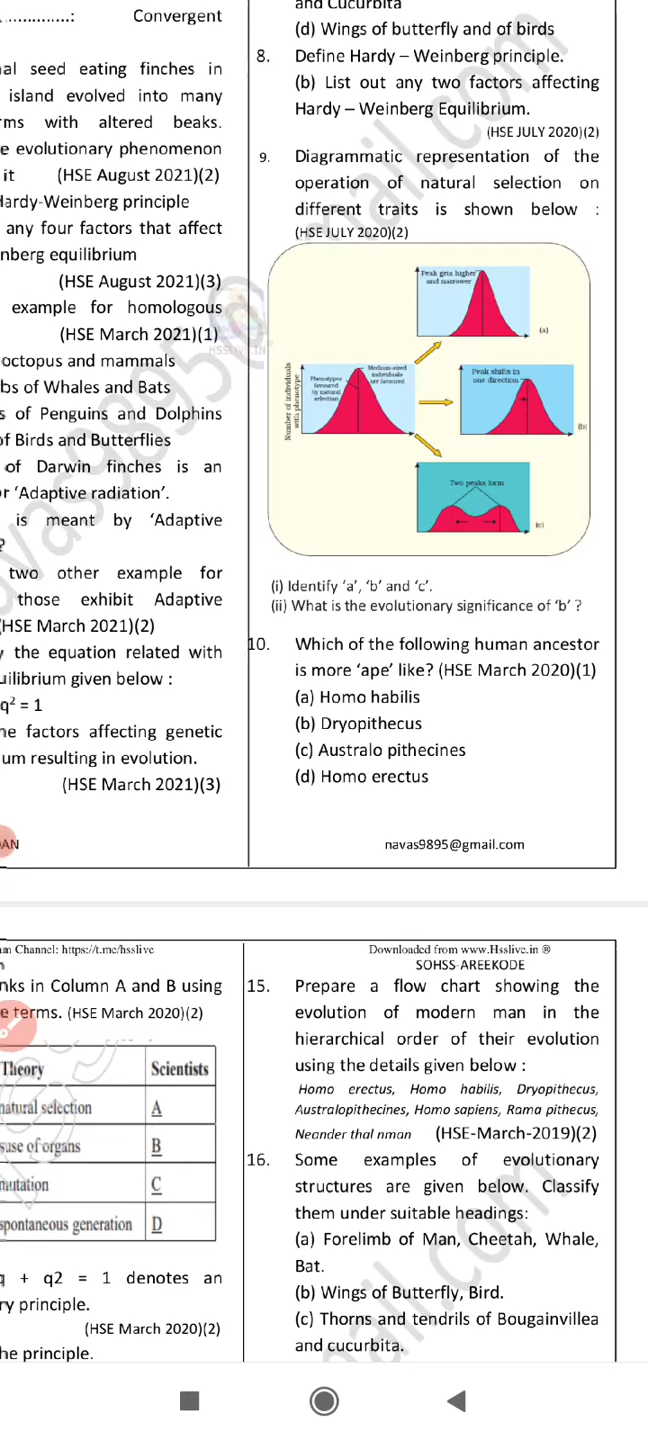 ..............: Convergent
seed eating finches in
island evolved into many
with altered beaks.
evolutionary phenomenon
it (HSE August 2021)(2)
Hardy-Weinberg principle
any four factors that affect
equilibrium
(HSE August 2021)(3)
example for homologous
(HSE March 2021)(1)
octopus and mammals
of Whales and Bats
of Penguins and Dolphins
of Birds and Butterflies
of Darwin finches is an
'Adaptive radiation'.
is meant by 'Adaptive
?
two other example for
those exhibit Adaptive
(HSE March 2021)(2)
the equation related with
given below :
q² = 1
factors affecting genetic
resulting in evolution.
(HSE March 2021)(3)
and Cucurbita
(d) Wings of butterfly and of birds
8. Define Hardy – Weinberg principle.
(b) List out any two factors affecting
Hardy – Weinberg Equilibrium.
(HSE JULY 2020)(2)
9. Diagrammatic representation of the
operation of natural selection on
different traits is shown below :
(HSE JULY 2020)(2)
Peak gets higher
and narrower
(a)
Number of individuals
with phenotype
Phenotypes
favoured
by natural
selection
Medium-sized
individuals
are favoured
Peak shifts in
one direction
(b)
Two peaks form
(c)
HSSLIVE.IN
(i) Identify 'a', 'b' and 'c'.
(ii) What is the evolutionary significance of 'b' ?
10. Which of the following human ancestor
is more 'ape' like? (HSE March 2020)(1)
(a) Homo habilis
(b) Dryopithecus
(c) Australo pithecines
(d) Homo erectus
navas9895@gmail.com
Channel: https://t.me/hsslive
Downloaded from www.Hsslive.in ®
SOHSS-AREEKODE
in Column A and B using
terms. (HSE March 2020)(2)
Theory Scientists
natural selection A
of organs B
mutation C
spontaneous generation D
q + q2 = 1 denotes an
principle.
(HSE March 2020)(2)
principle.
15. Prepare a flow chart showing the
evolution of modern man in the
hierarchical order of their evolution
using the details given below :
Homo erectus, Homo habilis, Dryopithecus,
Australopithecines, Homo sapiens, Rama pithecus,
Neander thal nman (HSE-March-2019)(2)
16. Some examples of evolutionary
structures are given below. Classify
them under suitable headings:
(a) Forelimb of Man, Cheetah, Whale,
Bat.
(b) Wings of Butterfly, Bird.
(c) Thorns and tendrils of Bougainvillea
and cucurbita.